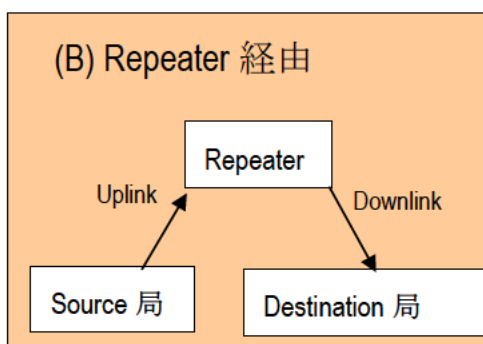 (B) Repeater 経由
Repeater
Uplink
Downlink
Source 局
Destination 局